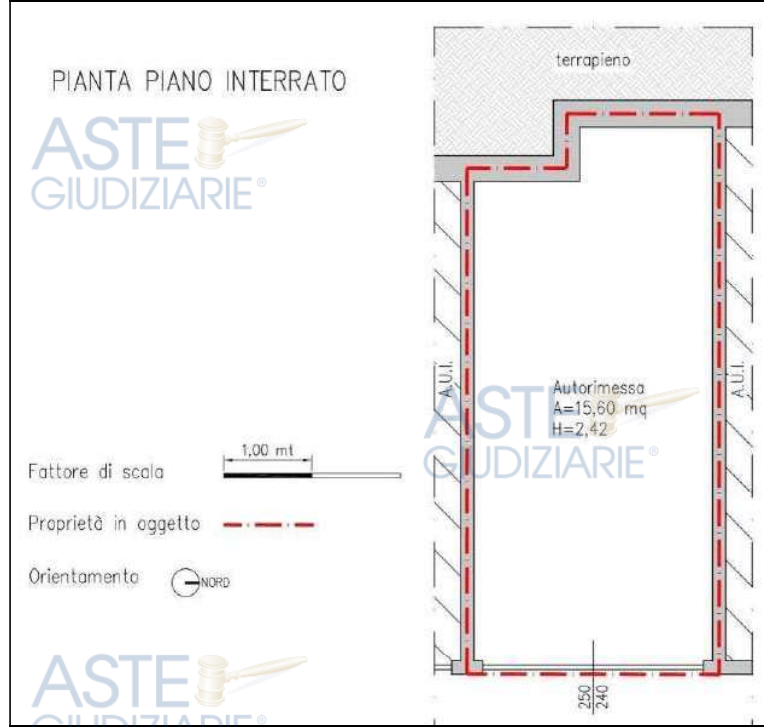 terrapieno
PIANTA PIANO INTERRATO
ASTE
GIUDIZIARIE®
A.U.I.
A.U.I.
Autorimessa
A=15,60 mq
H=2,42
ASTE
GIUDIZIARIE®
1,00 mt
Fattore di scala
Proprietà in oggetto
Orientamento
NORD
ASTE
GIUDIZIARIE®
250
240